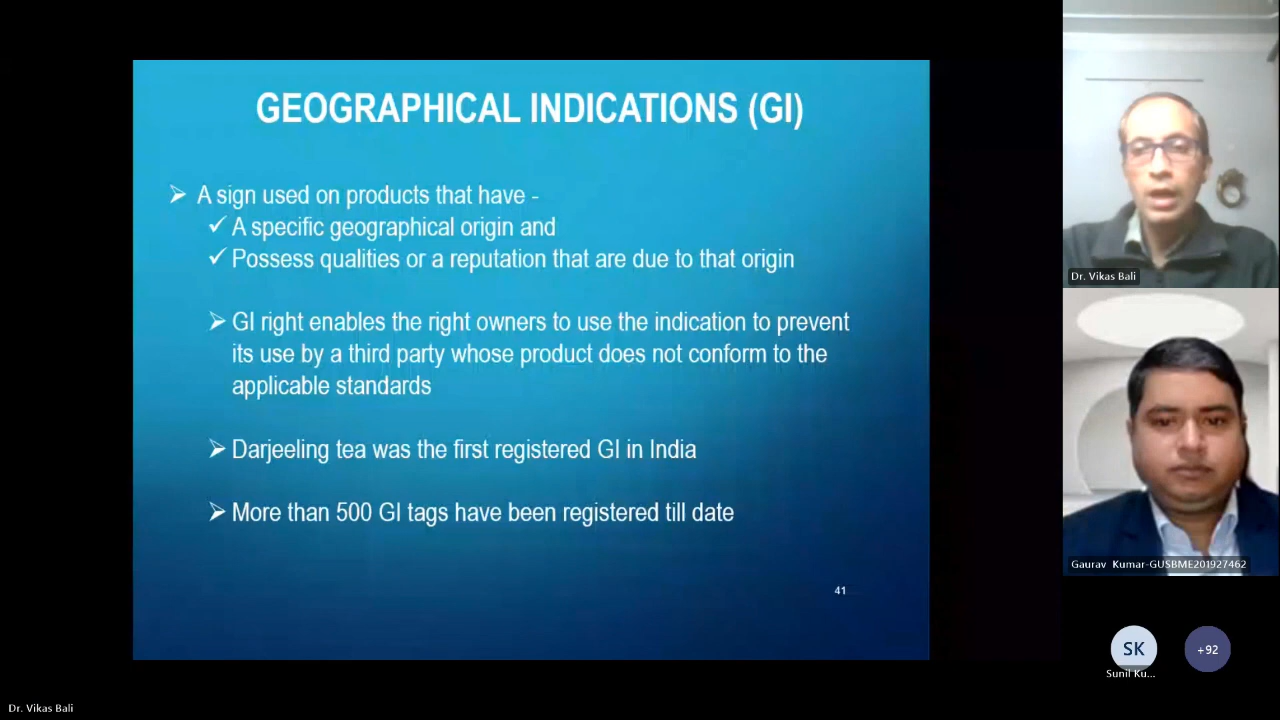 GEOGRAPHICAL INDICATIONS (GI)
A sign used on products that have -
A specific geographical origin and
Possess qualities or a reputation that are due to that origin
GI right enables the right owners to use the indication to prevent
its use by a third party whose product does not conform to the
applicable standards
Darjeeling tea was the first registered GI in India
More than 500 GI tags have been registered till date
41
Dr. Vikas Bali
Gaurav Kumar-GUSBME201927462
SK
+92
Sunil Ku...
Dr. Vikas Bali